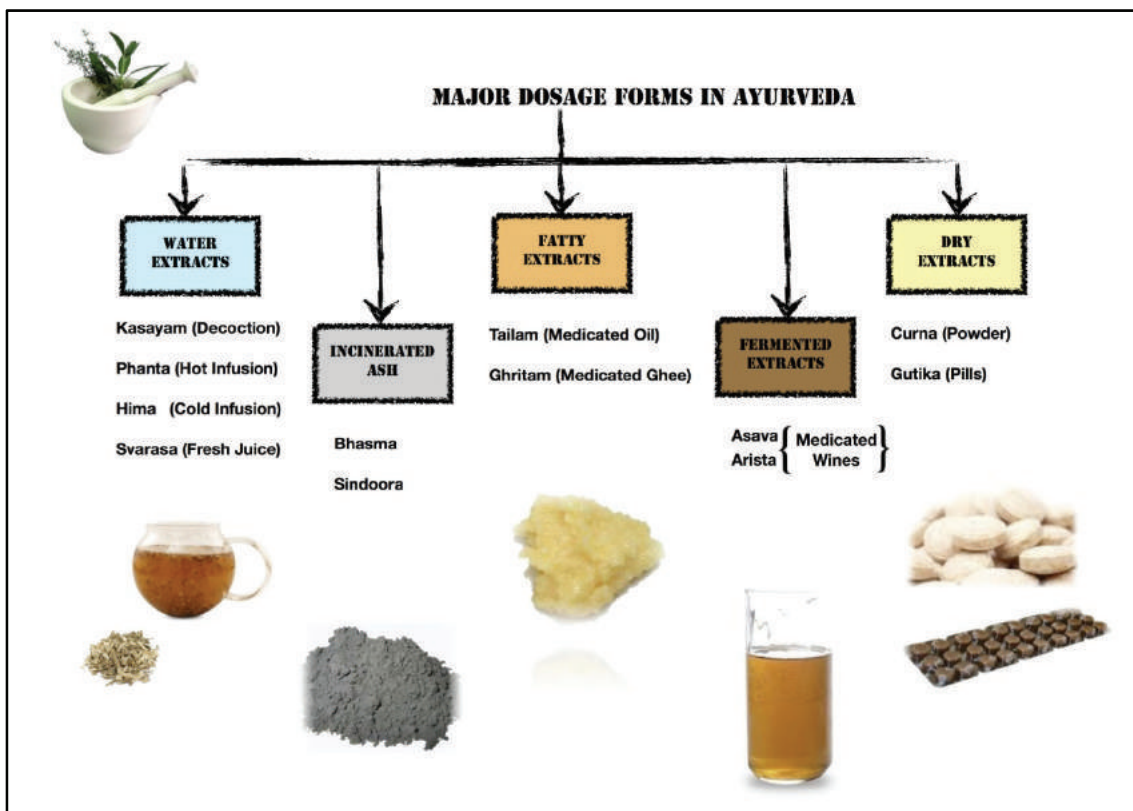 MAJOR DOSAGE FORMS IN AYURVEDA
WATER
EXTRACTS
Kasayam (Decoction)
Phanta (Hot Infusion)
Hima (Cold Infusion)
Svarasa (Fresh Juice)
INCINERATED
ASH
Bhasma
Sindoora
FATTY
EXTRACTS
Tailam (Medicated Oil)
Ghritam (Medicated Ghee)
FERMENTED
EXTRACTS
Asava { Medicated }
Arista { Wines }
DRY
EXTRACTS
Curna (Powder)
Gutika (Pills)